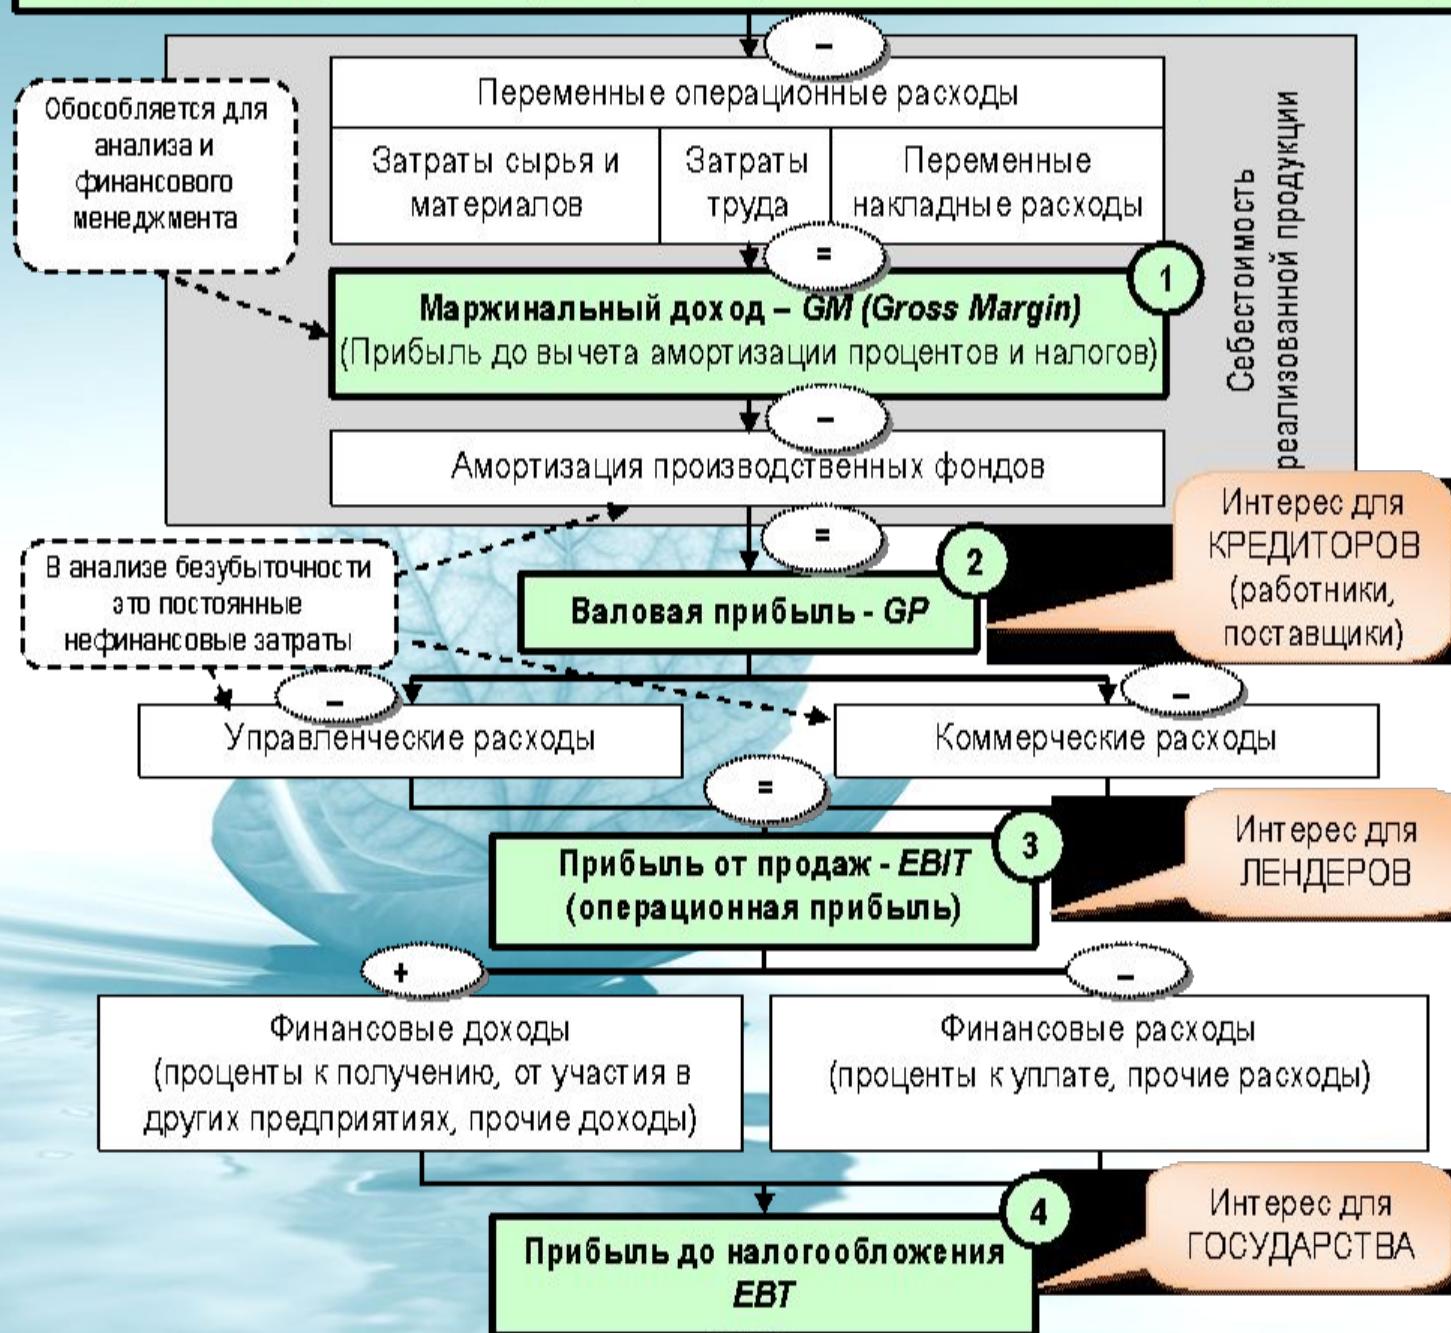 –
Переменные операционные расходы
Обособляется для
анализа и
финансового
менеджмента
Затраты сырья и
материалов
Затраты
труда
Переменные
накладные расходы
Себестоимость
реализованной продукции
=
1
Маржинальный доход – GM (Gross Margin)
(Прибыль до вычета амортизации процентов и налогов)
–
Амортизация производственных фондов
=
Интерес для
КРЕДИТОРОВ
(работники,
поставщики)
В анализе безубыточности
это постоянные
нефинансовые затраты
2
Валовая прибыль - GP
–
–
Управленческие расходы
Коммерческие расходы
=
3
Прибыль от продаж - EBIT
(операционная прибыль)
Интерес для
ЛЕНДЕРОВ
+
–
Финансовые доходы
(проценты к получению, от участия в
других предприятиях, прочие доходы)
Финансовые расходы
(проценты к уплате, прочие расходы)
4
Прибыль до налогообложения
EBT
Интерес для
ГОСУДАРСТВА